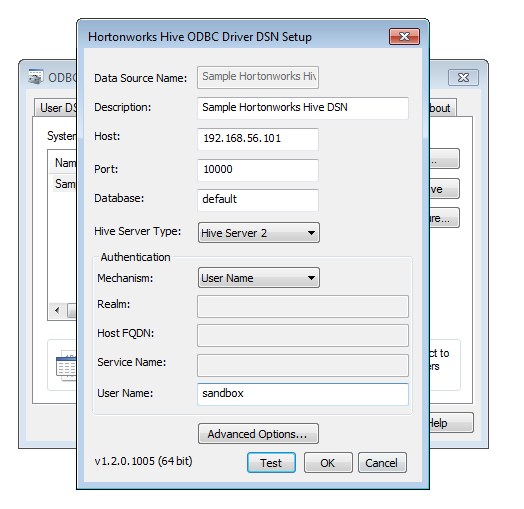 Hortonworks Hive ODBC Driver DSN Setup
Data Source Name: Sample Hortonworks Hiv
Description: Sample Hortonworks Hive DSN
Host: 192.168.56.101
Port: 10000
Database: default
Hive Server Type: Hive Server 2
Authentication
Mechanism: User Name
Realm:
Host FQDN:
Service Name:
User Name: sandbox
Advanced Options...
v1.2.0.1005 (64 bit) Test OK Cancel
ODBC
User DS
bout
System
Nam
Sam
...
ve
ure...
ct to
ers
Help